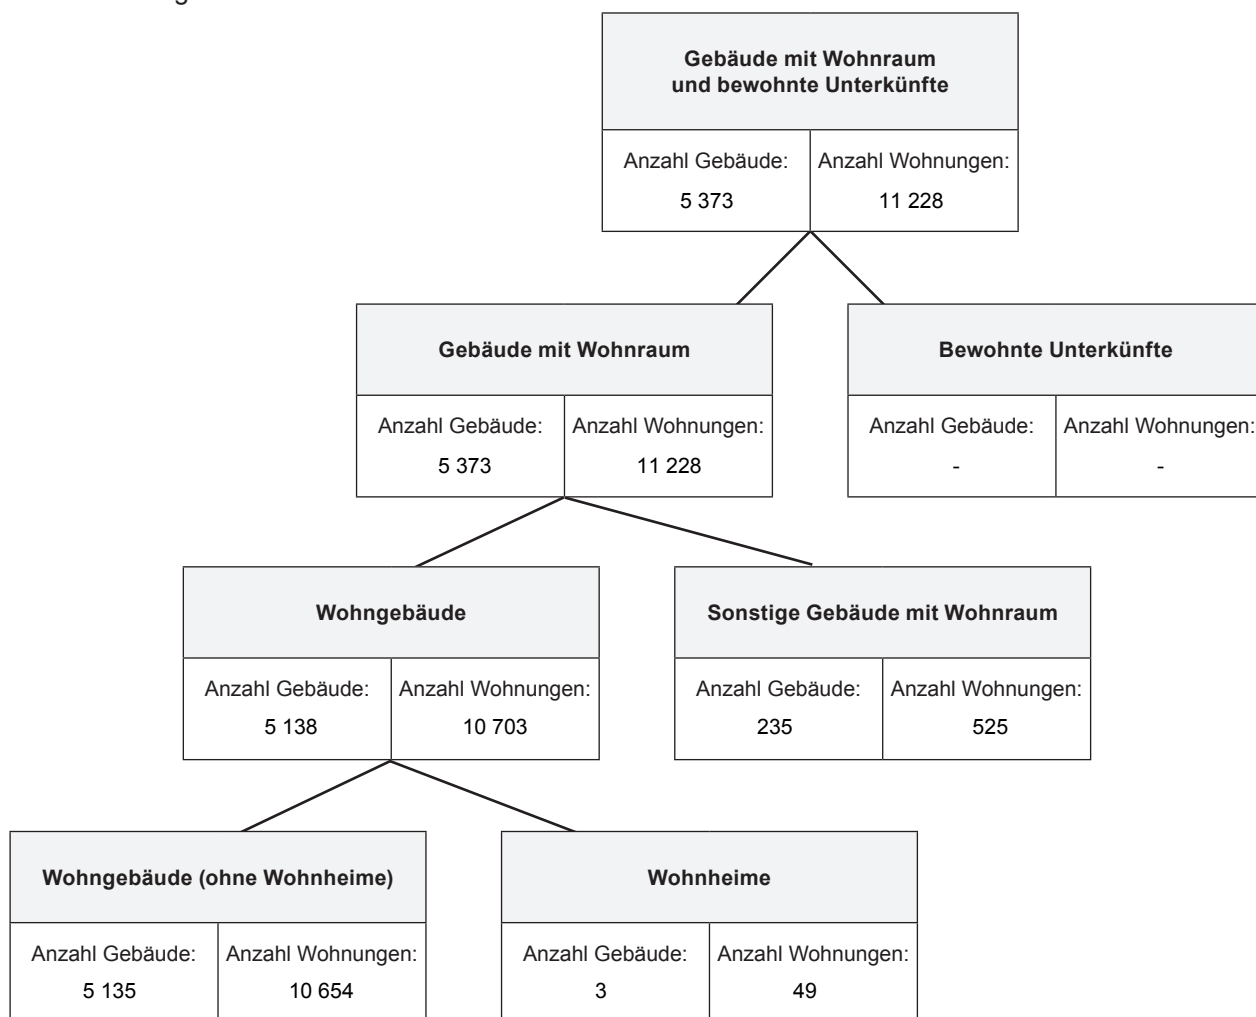 Gebäude mit Wohnraum
und bewohnte Unterkünfte
Anzahl Gebäude: Anzahl Wohnungen:
5 373 11 228
Gebäude mit Wohnraum Bewohnte Unterkünfte
Anzahl Gebäude: Anzahl Wohnungen: Anzahl Gebäude: Anzahl Wohnungen:
5 373 11 228 - -
Wohngebäude Sonstige Gebäude mit Wohnraum
Anzahl Gebäude: Anzahl Wohnungen: Anzahl Gebäude: Anzahl Wohnungen:
5 138 10 703 235 525
Wohngebäude (ohne Wohnheime) Wohnheime
Anzahl Gebäude: Anzahl Wohnungen: Anzahl Gebäude: Anzahl Wohnungen:
5 135 10 654 3 49